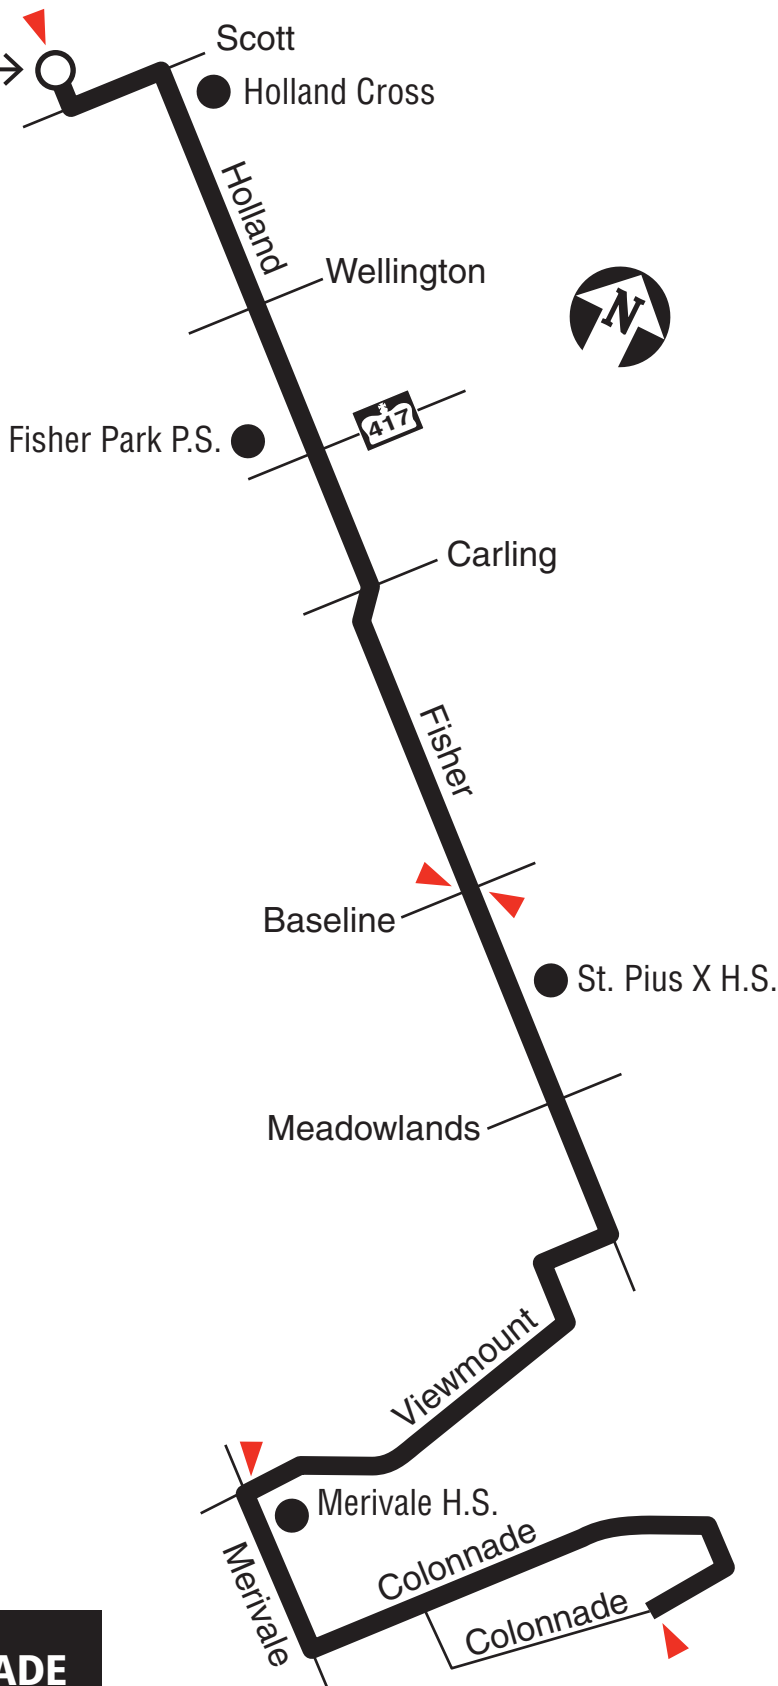 Scott
Holland Cross
Holland
Wellington
N
417
Fisher Park P.S.
Carling
Fisher
Baseline
St. Pius X H.S.
Meadowlands
Viewmount
Merivale H.S.
Colonnade
Merivale
Colonnade
ADE